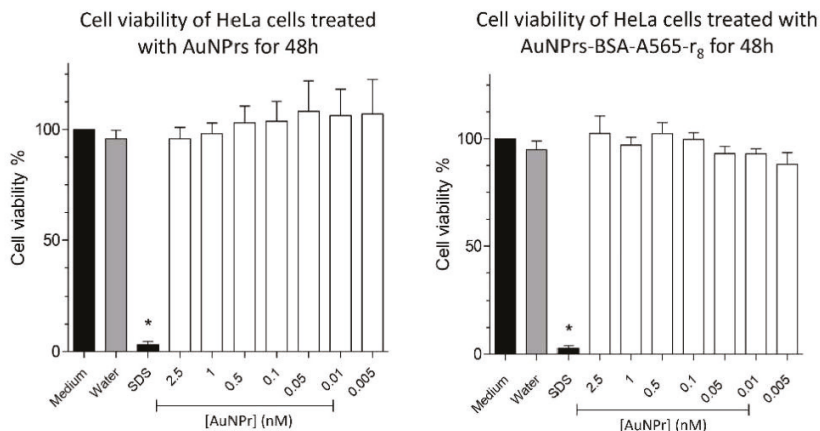 Cell viability of HeLa cells treated
with AuNPrs for 48h
Cell viability %
100
50
0
*
Medium
Water
SDS
2.5
1
0.5
0.1
0.05
0.01
0.005
[AuNPr] (nM)
Cell viability of HeLa cells treated with
AuNPrs-BSA-A565-r₈ for 48h
Cell viability %
100
50
0
*
Medium
Water
SDS
2.5
1
0.5
0.1
0.05
0.01
0.005
[AuNPr] (nM)